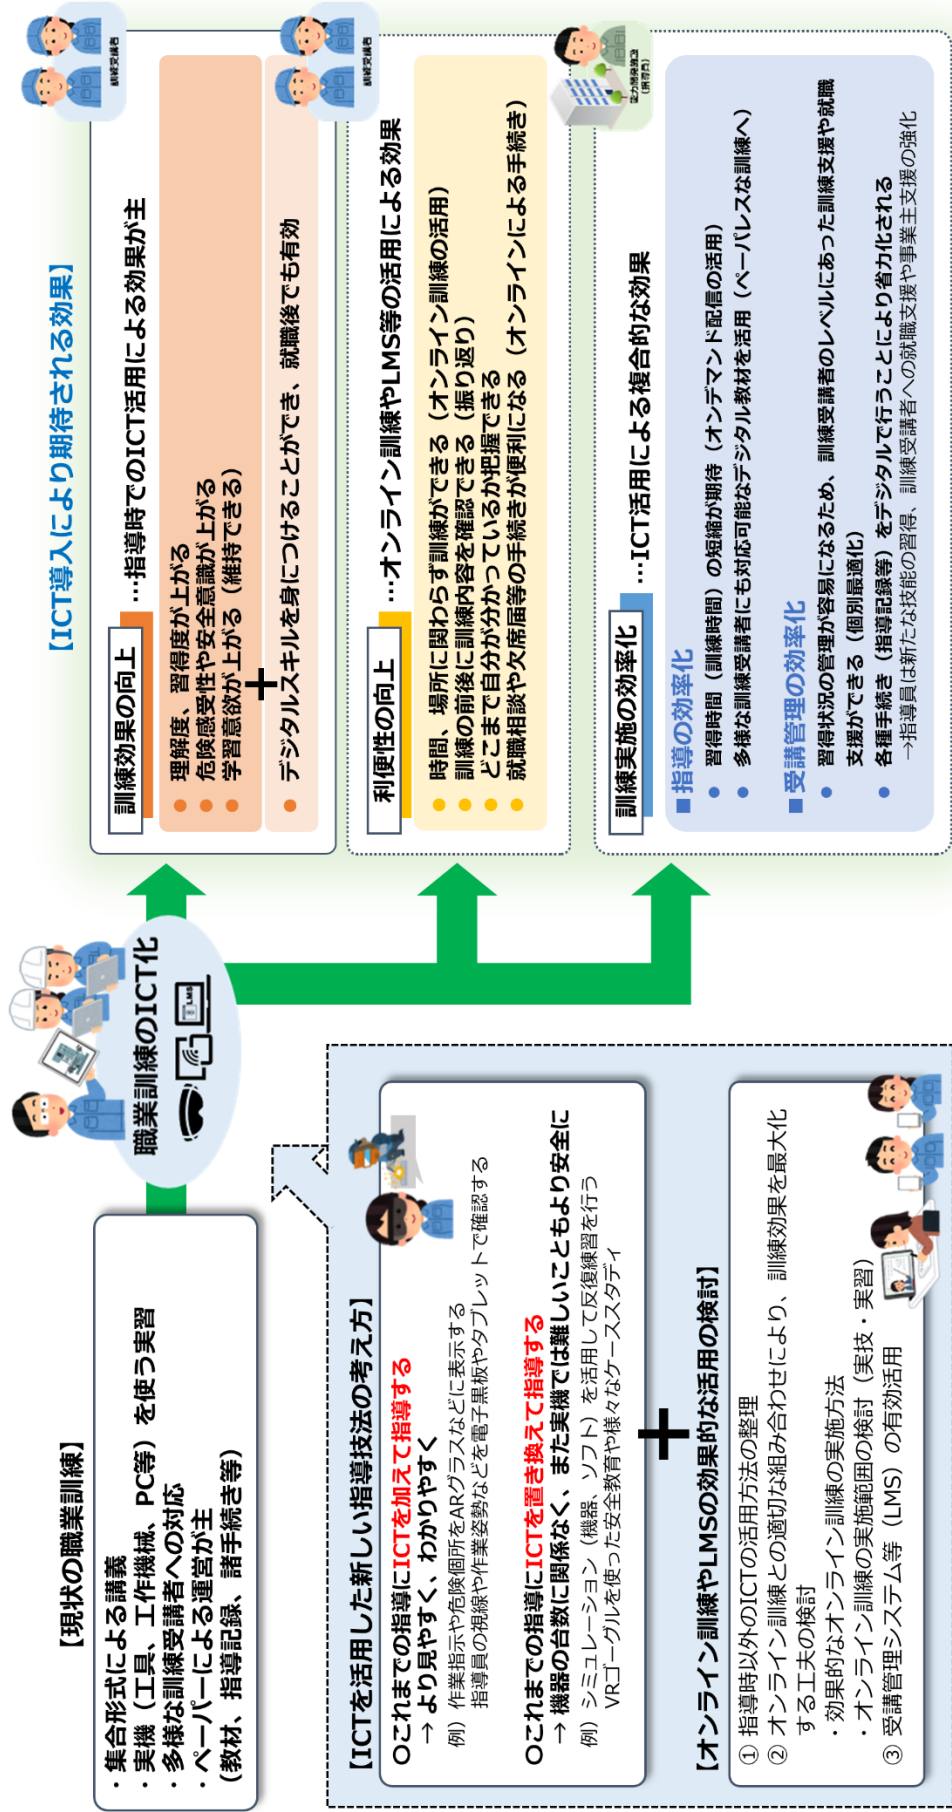 【現状の職業訓練】
・集合形式による講義
・実機（工具、工作機械、PC等）を使う実習
・多様な訓練受講者への対応
・ペーパーによる運営が主
（教材、指導記録、諸手続き等）
職業訓練のICT化
LMS
【ICTを活用した新しい指導技法の考え方】
○これまでの指導にICTを加えて指導する
→ より見やすく、わかりやすく
例）作業指示や危険個所をARグラスなどに表示する
指導員の視線や作業姿勢などを電子黒板やタブレットで確認する
○これまでの指導にICTを置き換えて指導する
→ 機器の台数に関係なく、また実機では難しいこともより安全に
例）シミュレーション（機器、ソフト）を活用して反復練習を行う
VRゴーグルを使った安全教育や様々なケーススタディ
＋
【オンライン訓練やLMSの効果的な活用の検討】
① 指導時以外のICTの活用方法の整理
② オンライン訓練との適切な組み合わせにより、訓練効果を最大化
する工夫の検討
・効果的なオンライン訓練の実施方法
・オンライン訓練の実施範囲の検討（実技・実習）
③ 受講管理システム等（LMS）の有効活用
【ICT導入により期待される効果】
訓練効果の向上 …指導時でのICT活用による効果が主
● 理解度、習得度が上がる
● 危険感受性や安全意識が上がる
● 学習意欲が上がる（維持できる）
＋
● デジタルスキルを身につけることができ、就職後でも有効
訓練受講者
利便性の向上 …オンライン訓練やLMS等の活用による効果
● 時間、場所に関わらず訓練ができる（オンライン訓練の活用）
● 訓練の前後に訓練内容を確認できる（振り返り）
● どこまで自分が分かっているか把握できる
● 就職相談や欠席届等の手続きが便利になる（オンラインによる手続き）
訓練受講者
訓練実施の効率化 …ICT活用による複合的な効果
■指導の効率化
● 習得時間（訓練時間）の短縮が期待（オンデマンド配信の活用）
● 多様な訓練受講者にも対応可能なデジタル教材を活用（ペーパレスな訓練へ）
■受講管理の効率化
● 習得状況の管理が容易になるため、訓練受講者のレベルにあった訓練支援や就職
支援ができる（個別最適化）
● 各種手続き（指導記録等）をデジタルで行うことにより省力化される
→指導員は新たな技能の習得、訓練受講者への就職支援や事業主支援の強化
能力開発施設
（指導員）